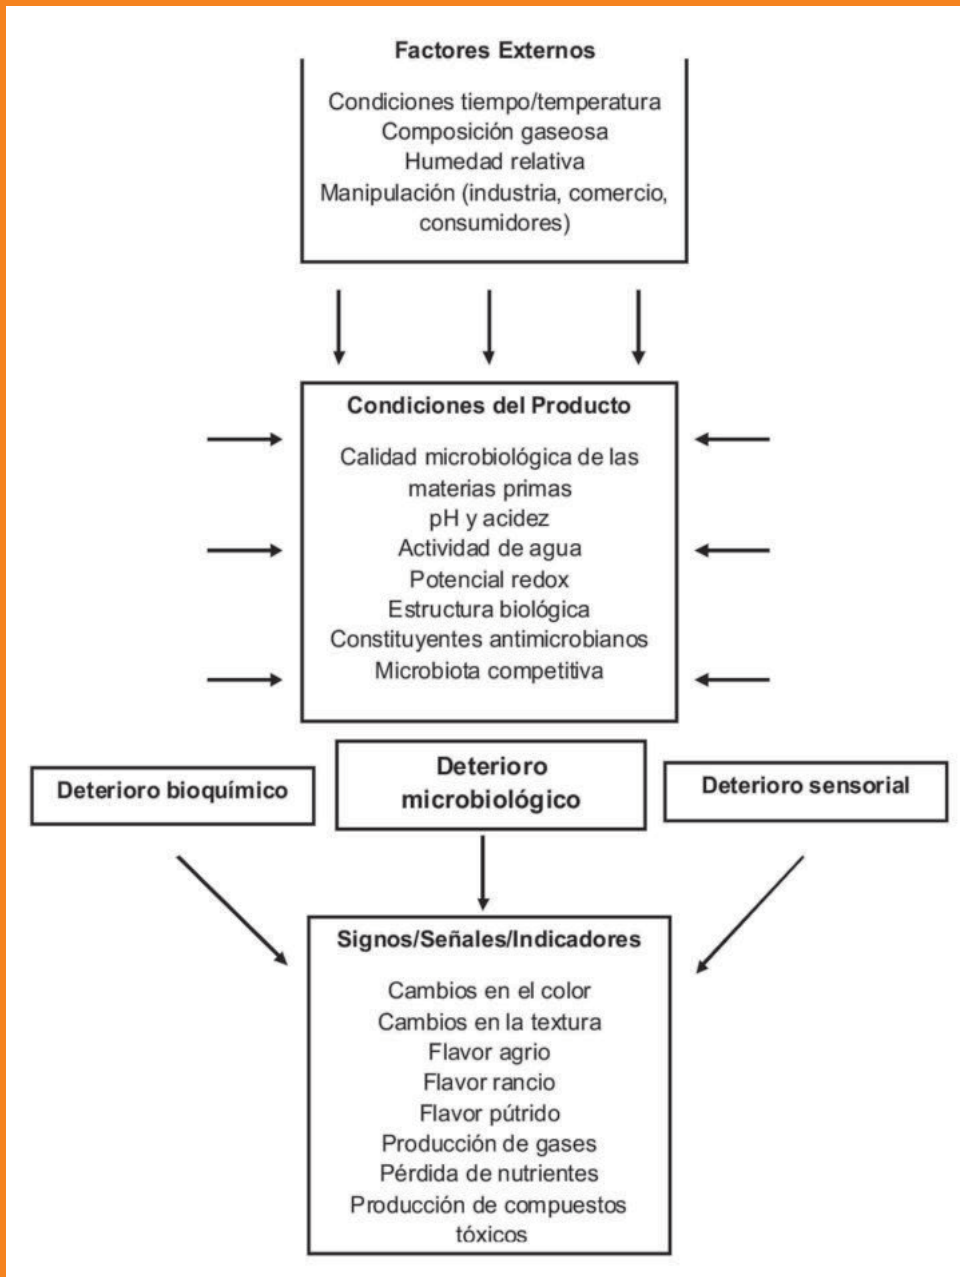 Factores Externos
Condiciones tiempo/temperatura
Composición gaseosa
Humedad relativa
Manipulación (industria, comercio,
consumidores)
Condiciones del Producto
Calidad microbiológica de las
materias primas
pH y acidez
Actividad de agua
Potencial redox
Estructura biológica
Constituyentes antimicrobianos
Microbiota competitiva
Deterioro bioquímico
Deterioro
microbiológico
Deterioro sensorial
Signos/Señales/Indicadores
Cambios en el color
Cambios en la textura
Flavor agrio
Flavor rancio
Flavor pútrido
Producción de gases
Pérdida de nutrientes
Producción de compuestos
tóxicos